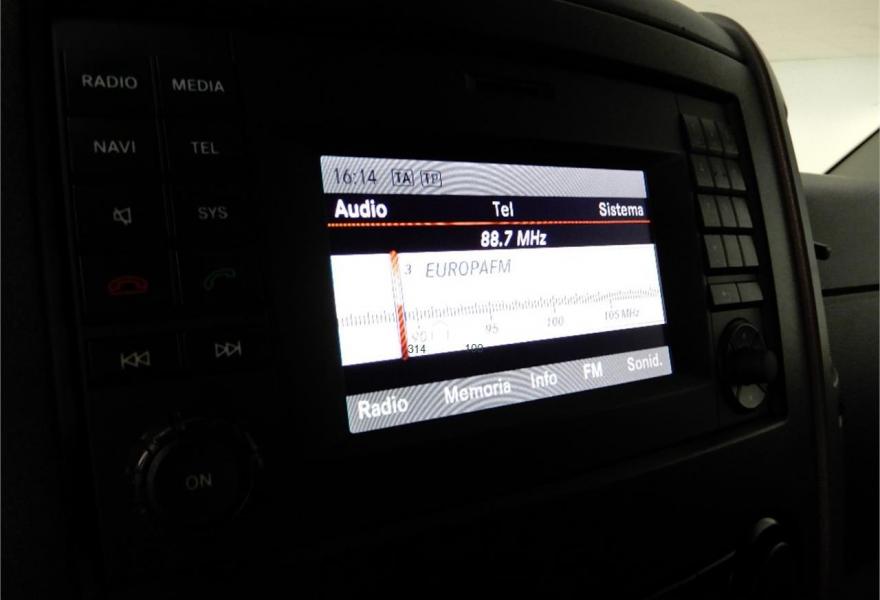 RADIO MEDIA
NAVI TEL
SYS
ON
16:14 TA TP
Audio Tel Sistema
88.7 MHz
3 EUROPAFM
95 100 105 MHz
314 100
Radio Memoria Info FM Sonid.